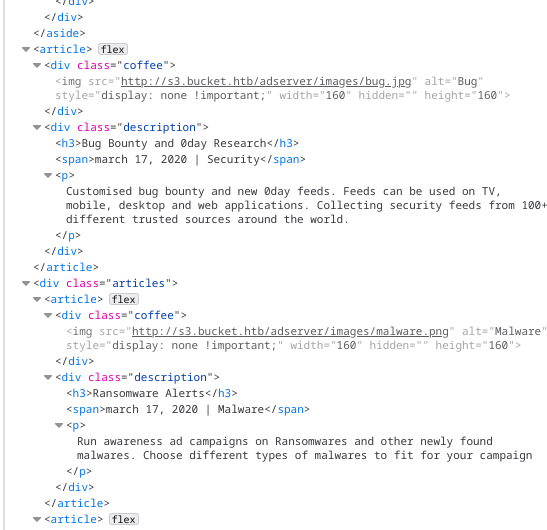 </div>
</div>
</aside>
<article> flex
<div class="coffee">
<img src="http://s3.bucket.htb/adserver/images/bug.jpg" alt="Bug"
style="display: none !important;" width="160" hidden="" height="160">
</div>
<div class="description">
<h3>Bug Bounty and 0day Research</h3>
<span>march 17, 2020 | Security</span>
<p>
Customised bug bounty and new 0day feeds. Feeds can be used on TV,
mobile, desktop and web applications. Collecting security feeds from 100+
different trusted sources around the world.
</p>
</div>
</article>
<div class="articles">
<article> flex
<div class="coffee">
<img src="http://s3.bucket.htb/adserver/images/malware.png" alt="Malware"
style="display: none !important;" width="160" hidden="" height="160">
</div>
<div class="description">
<h3>Ransomware Alerts</h3>
<span>march 17, 2020 | Malware</span>
<p>
Run awareness ad campaigns on Ransomwares and other newly found
malwares. Choose different types of malwares to fit for your campaign
</p>
</div>
</article>
<article> flex